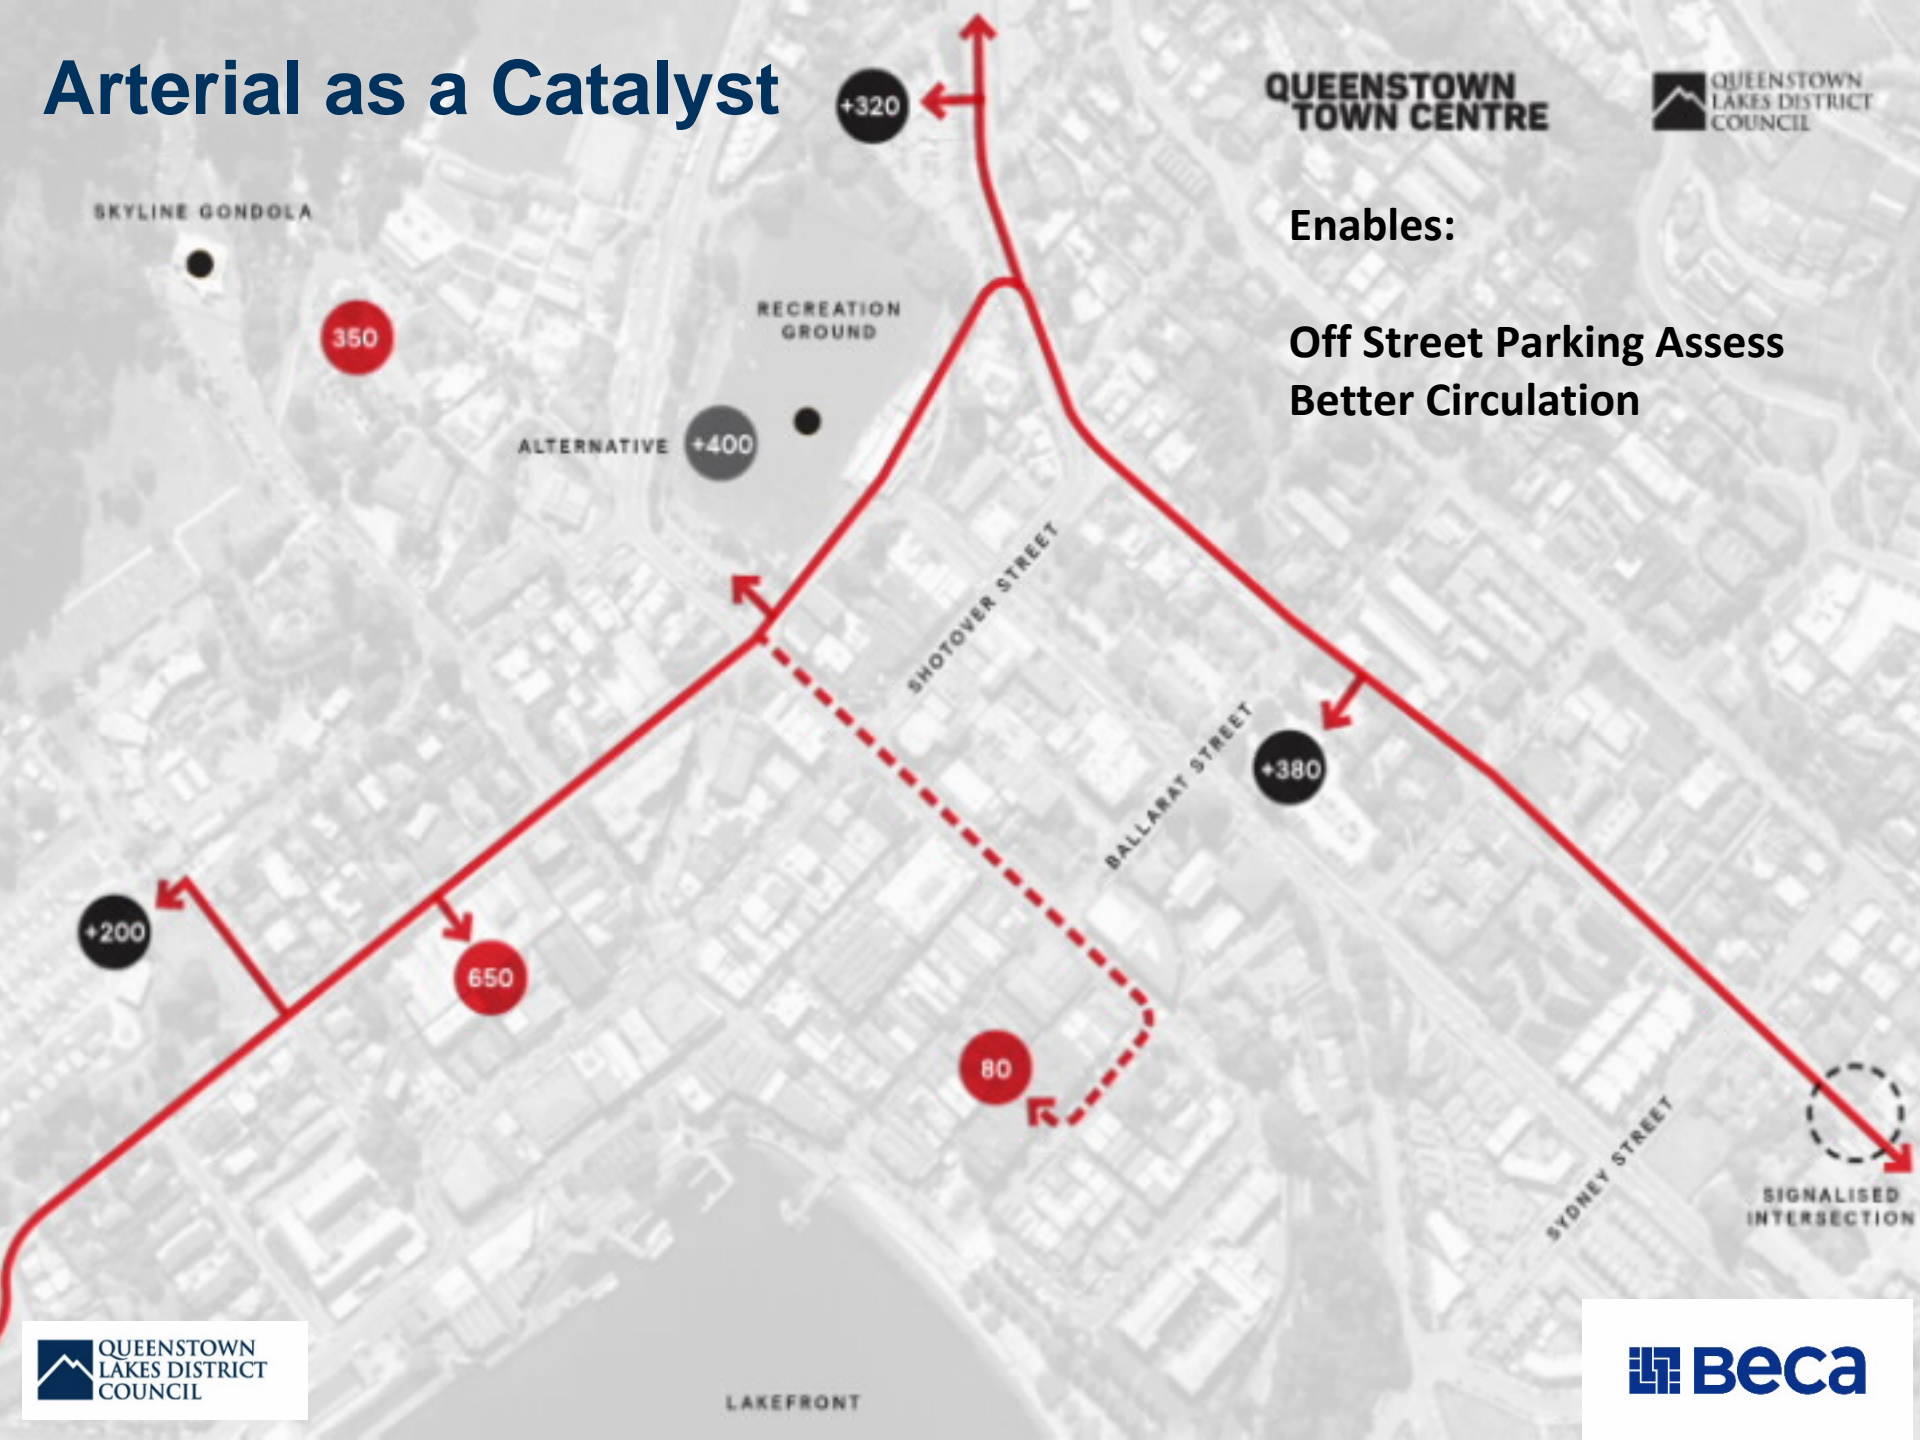 Arterial as a Catalyst
+320
QUEENSTOWN
TOWN CENTRE
QUEENSTOWN
LAKES DISTRICT
COUNCIL
SKYLINE GONDOLA
Enables:
350
RECREATION
GROUND
Off Street Parking Assess
Better Circulation
ALTERNATIVE
+400
SHOTOVER STREET
BALLARAT STREET
+380
+200
650
80
SYDNEY STREET
SIGNALISED
INTERSECTION
QUEENSTOWN
LAKES DISTRICT
COUNCIL
LAKEFRONT
Beca